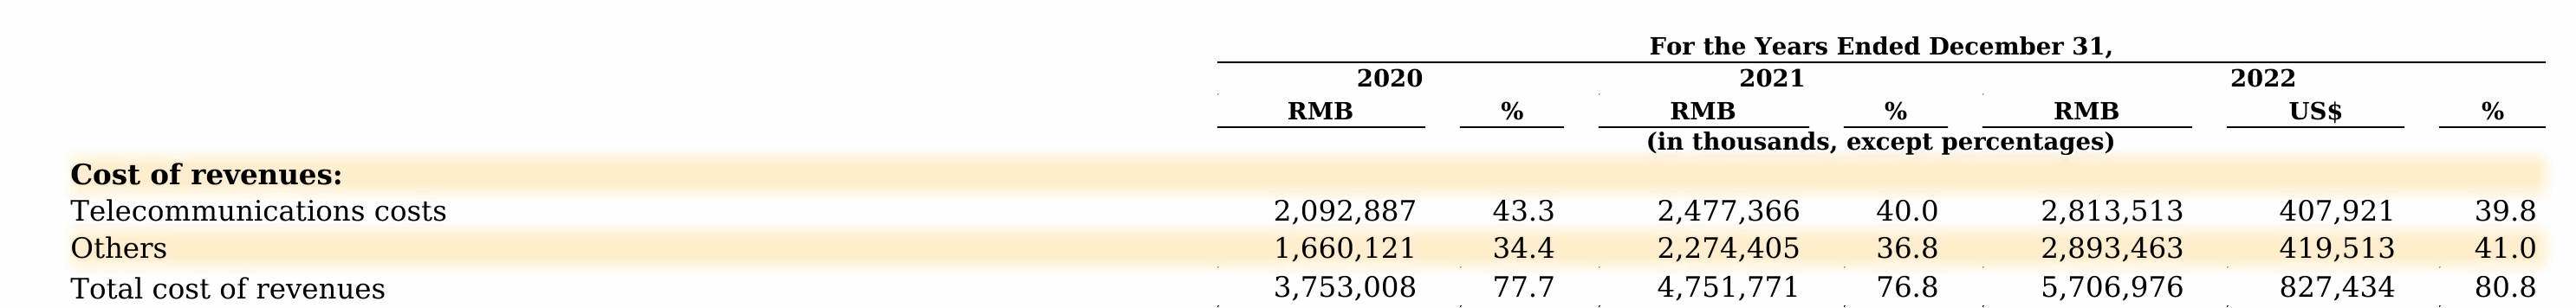 For the Years Ended December 31,
2020 2021 2022
RMB % RMB % RMB US$ %
(in thousands, except percentages)
Cost of revenues:
Telecommunications costs 2,092,887 43.3 2,477,366 40.0 2,813,513 407,921 39.8
Others 1,660,121 34.4 2,274,405 36.8 2,893,463 419,513 41.0
Total cost of revenues 3,753,008 77.7 4,751,771 76.8 5,706,976 827,434 80.8